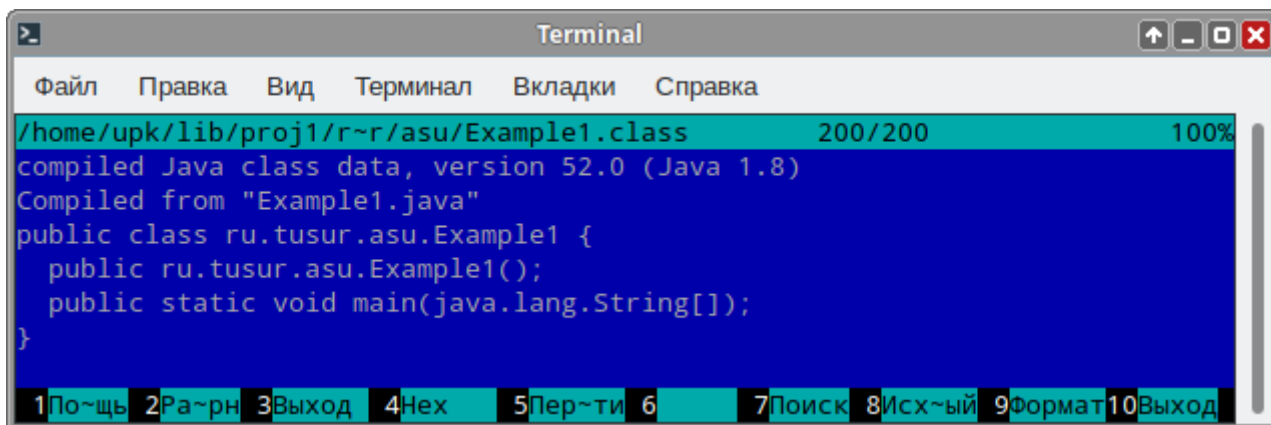 Terminal
Файл Правка Вид Терминал Вкладки Справка
/home/upk/lib/proj1/r~r/asu/Example1.class 200/200 100%
compiled Java class data, version 52.0 (Java 1.8)
Compiled from "Example1.java"
public class ru.tusur.asu.Example1 {
  public ru.tusur.asu.Example1();
  public static void main(java.lang.String[]);
}
1По~щь 2Ра~рн 3Выход 4Hex 5Пер~ти 6 7Поиск 8Исх~ый 9Формат 10Выход